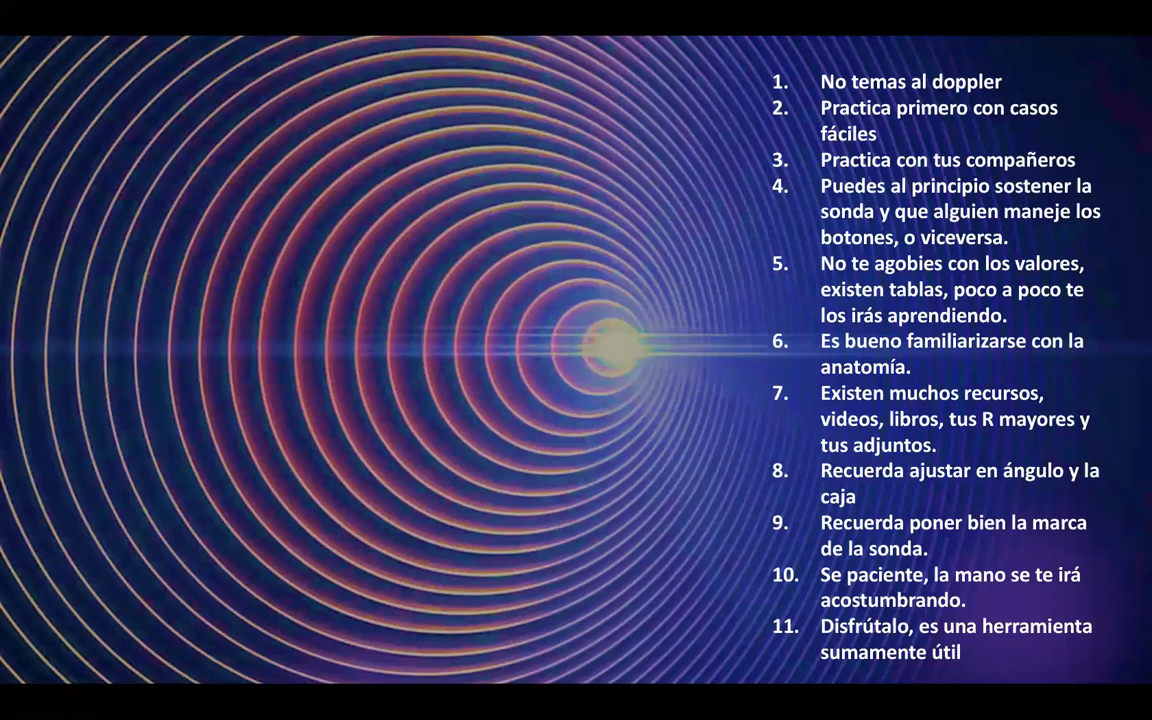 1. No temas al doppler
2. Practica primero con casos
fáciles
3. Practica con tus compañeros
4. Puedes al principio sostener la
sonda y que alguien maneje los
botones, o viceversa.
5. No te agobies con los valores,
existen tablas, poco a poco te
los irás aprendiendo.
6. Es bueno familiarizarse con la
anatomía.
7. Existen muchos recursos,
videos, libros, tus R mayores y
tus adjuntos.
8. Recuerda ajustar en ángulo y la
caja
9. Recuerda poner bien la marca
de la sonda.
10. Se paciente, la mano se te irá
acostumbrando.
11. Disfrútalo, es una herramienta
sumamente útil